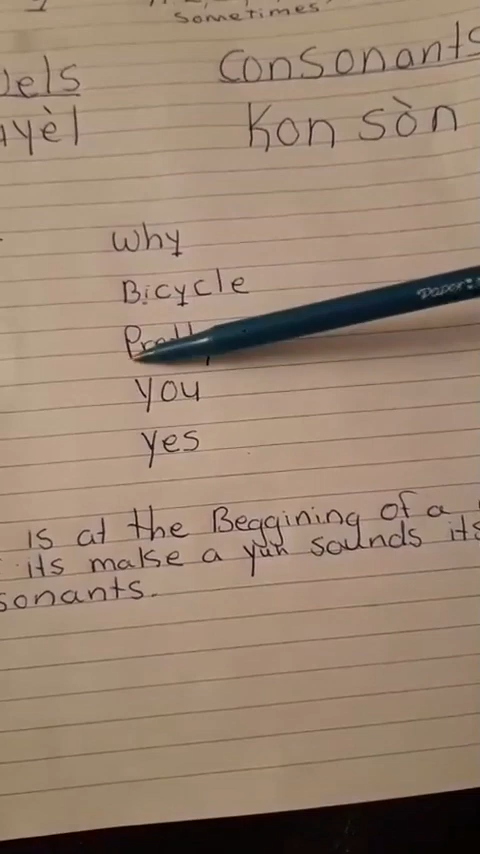 sometimes
Consonants
Kon sòn
Why
Bicycle
you
yes
is at the Beggining of a
its make a yuh sounds its
sonants.
Paper